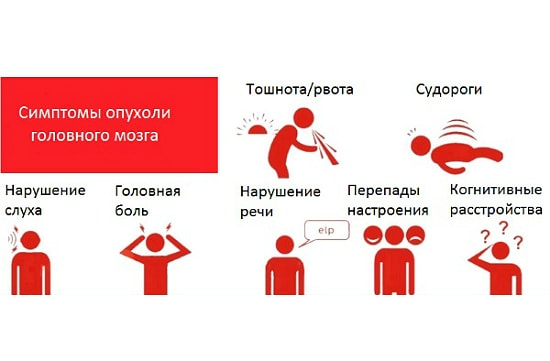 Симптомы опухоли
головного мозга
Тошнота/рвота
Судороги
Нарушение
слуха
Головная
боль
Нарушение
речи
elp
Перепады
настроения
Когнитивные
расстройства
? ? ?